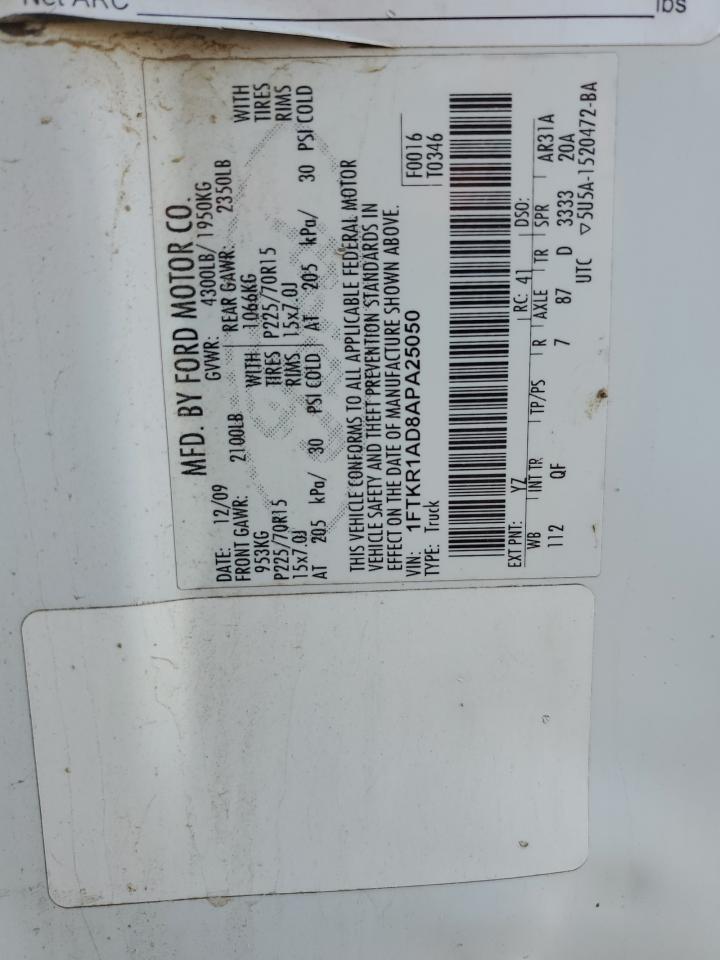 Net ARC lbs
MFD. BY FORD MOTOR CO.
DATE: 12/09 GVWR: 4300LB/ 1950KG
FRONT GAWR: 2100LB REAR GAWR: 2350LB
953KG WITH 1066KG WITH
P225/70R15 TIRES P225/70R15 TIRES
15x7.0J RIMS 15x7.0J RIMS
AT 205 kPa/ 30 PSI COLD AT 205 kPa/ 30 PSI COLD
THIS VEHICLE CONFORMS TO ALL APPLICABLE FEDERAL MOTOR
VEHICLE SAFETY AND THEFT PREVENTION STANDARDS IN
EFFECT ON THE DATE OF MANUFACTURE SHOWN ABOVE.
VIN: 1FTKR1AD8APA25050 F0016
TYPE: Truck T0346
EXT PNT: YZ RC: 41 DSO:
WB INT TR TP/PS R AXLE TR SPR AR31A
112 QF 7 87 D 3333 20A
UTC ▽5U5A-1520472-BA